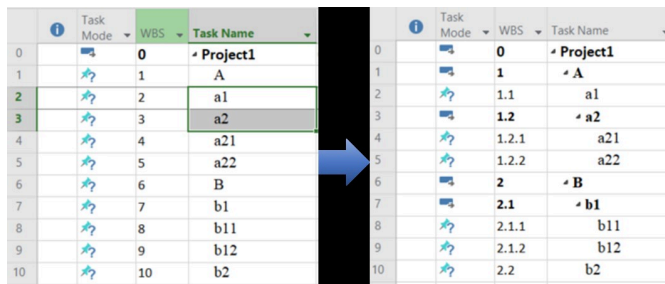 Task Mode WBS Task Name
0 0 Project1
1 1 A
2 2 a1
3 3 a2
4 4 a21
5 5 a22
6 6 B
7 7 b1
8 8 b11
9 9 b12
10 10 b2
Task Mode WBS Task Name
0 0 Project1
1 1 A
2 1.1 a1
3 1.2 a2
4 1.2.1 a21
5 1.2.2 a22
6 2 B
7 2.1 b1
8 2.1.1 b11
9 2.1.2 b12
10 2.2 b2